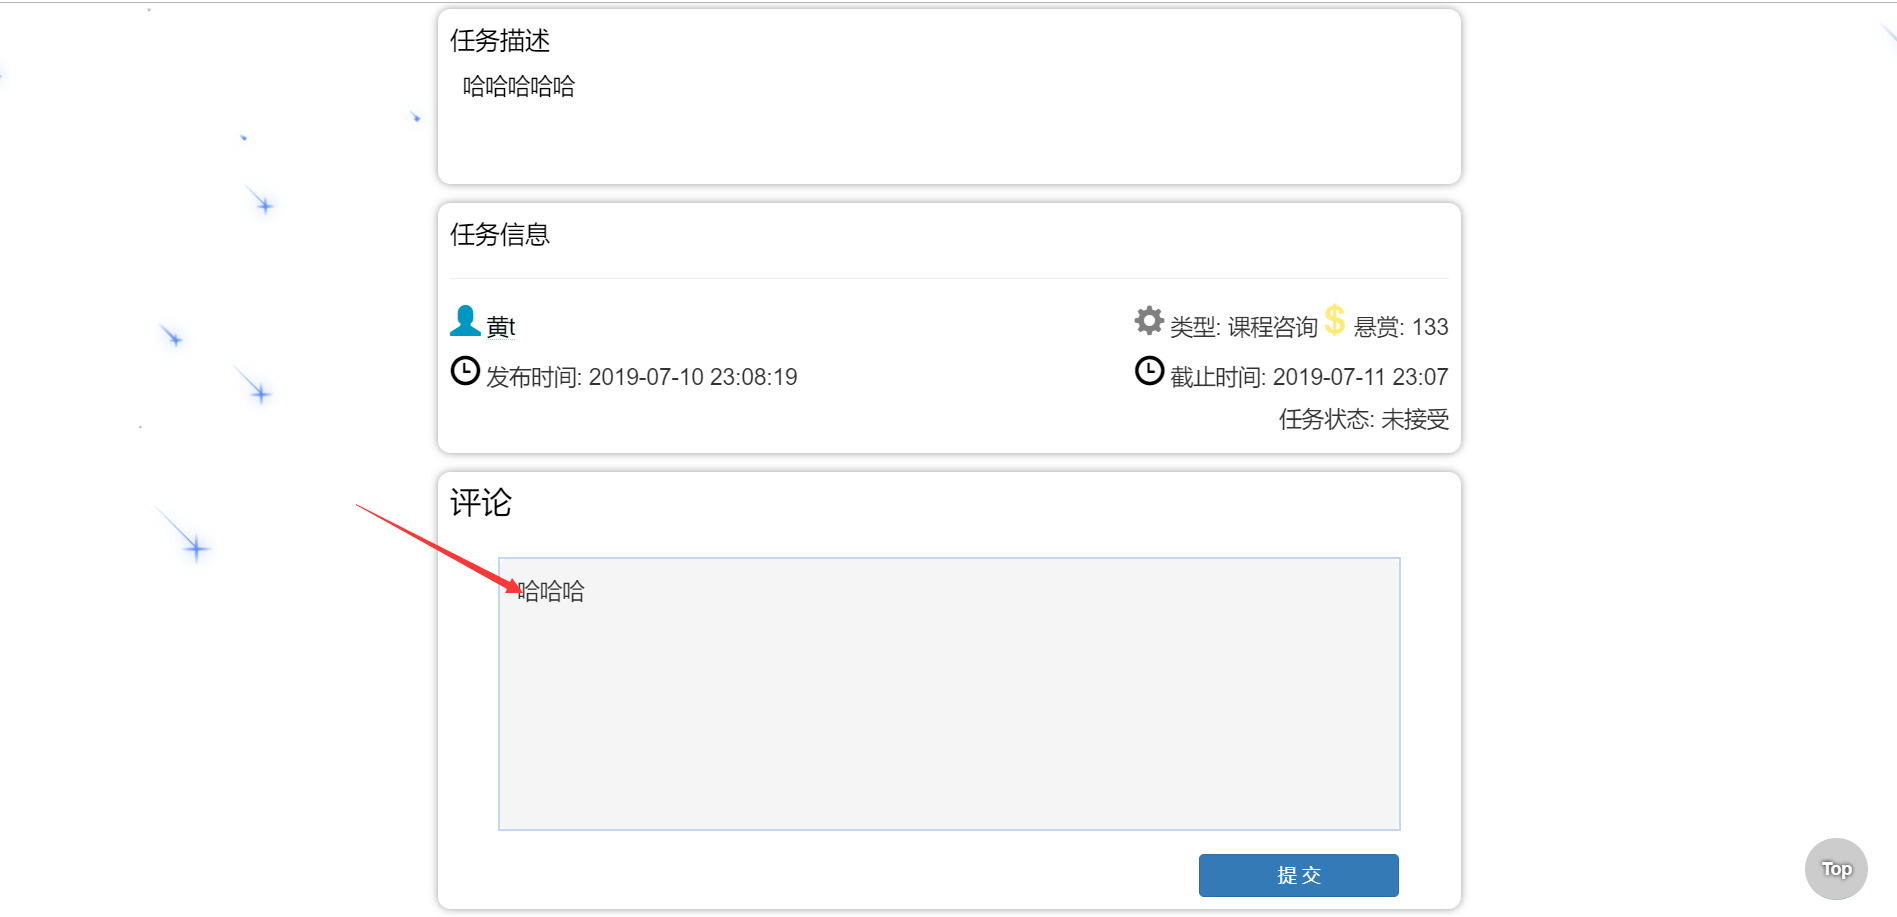 任务描述
哈哈哈哈哈
任务信息
黄t
类型: 课程咨询 $ 悬赏: 133
发布时间: 2019-07-10 23:08:19
截止时间: 2019-07-11 23:07
任务状态: 未接受
评论
哈哈哈
提交
Top